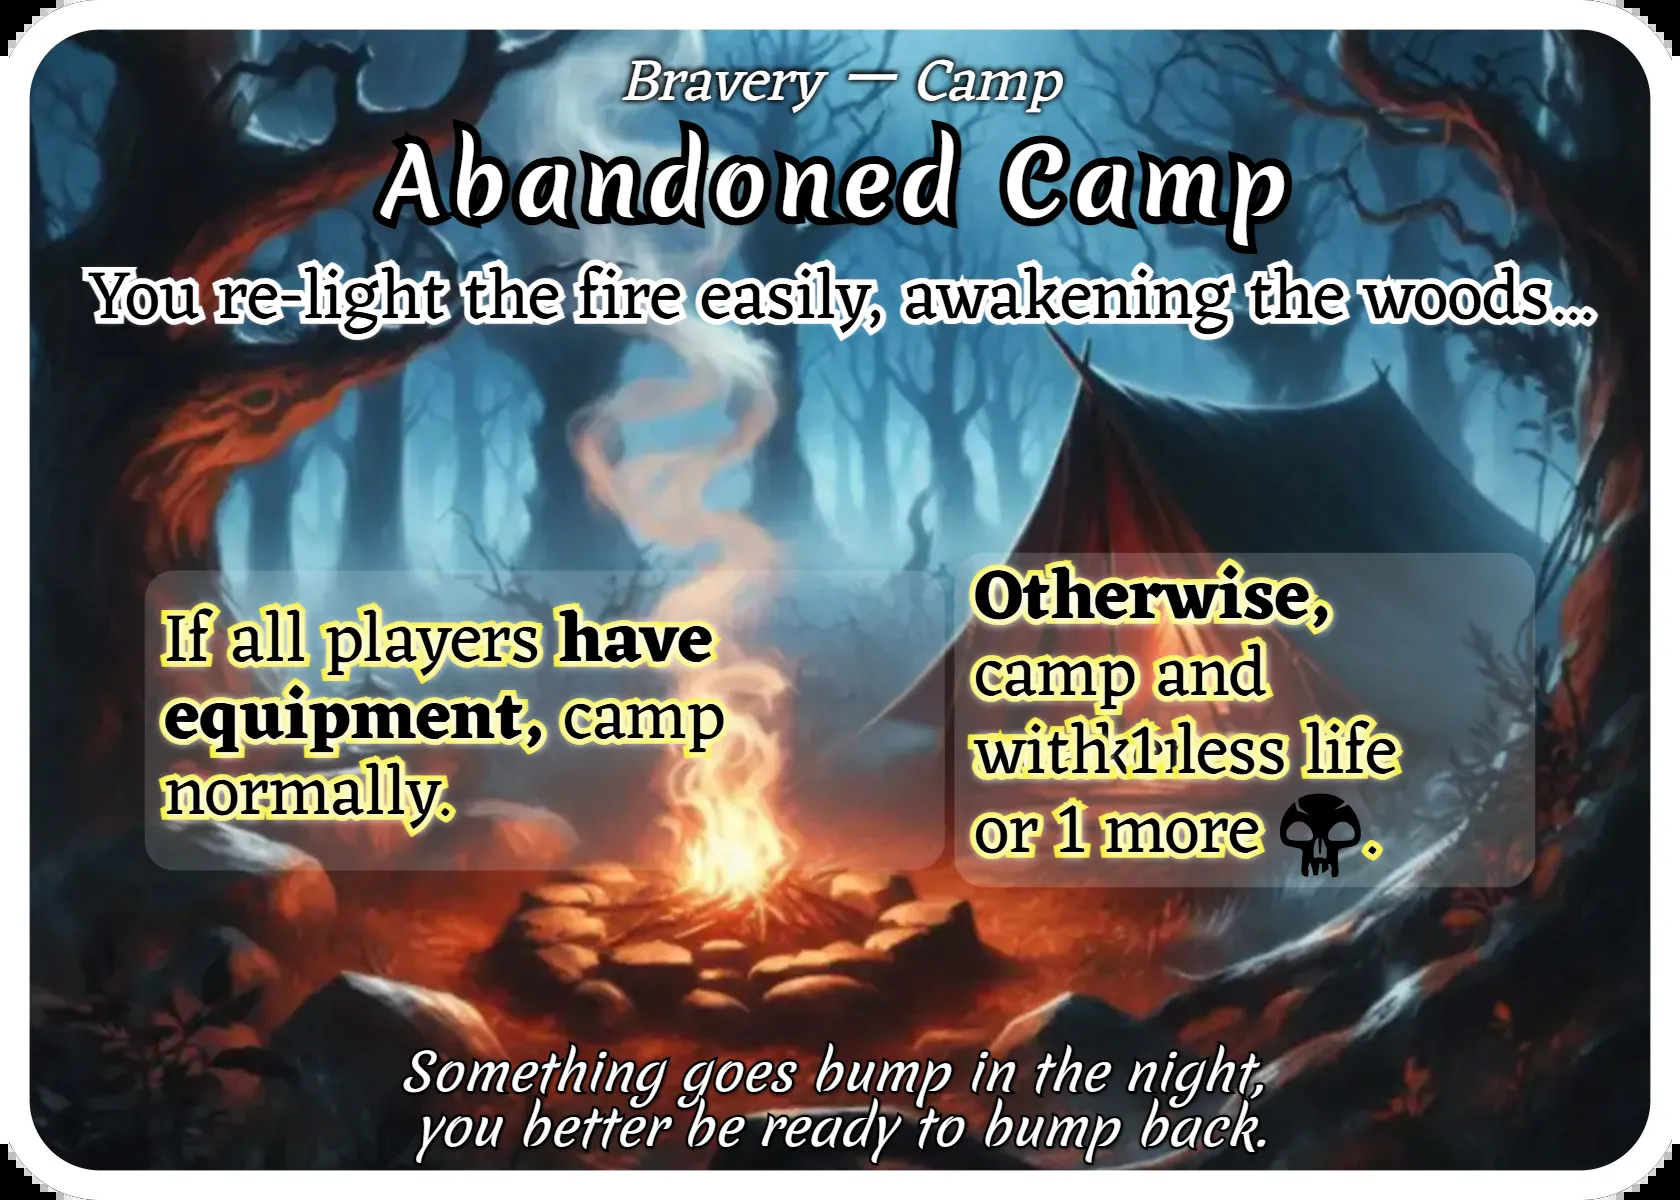 Bravery — Camp
Abandoned Camp
You re-light the fire easily, awakening the woods...
If all players have
equipment, camp
normally.
Otherwise,
camp and
with 1 less life
or 1 more .
Something goes bump in the night,
you better be ready to bump back.